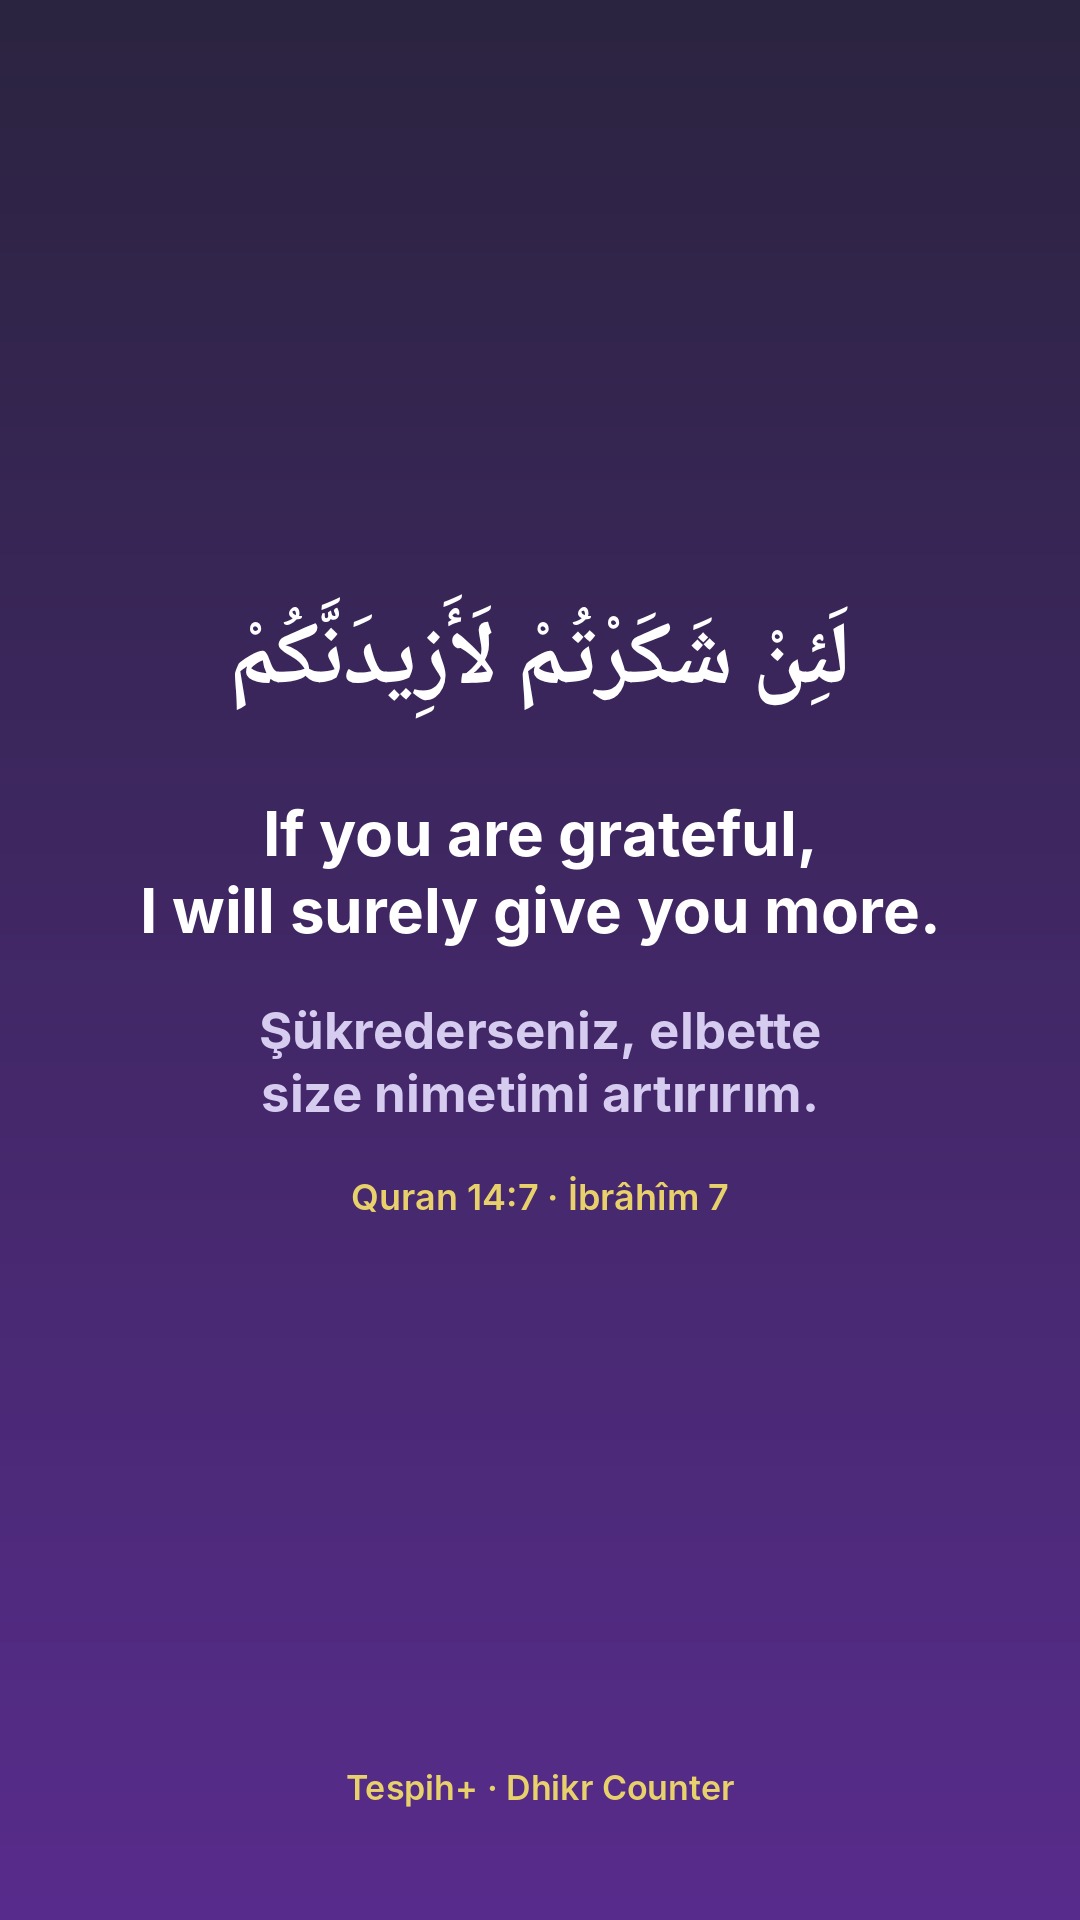 لَئِنْ شَكَرْتُمْ لَأَزِيدَنَّكُمْ
If you are grateful,
I will surely give you more.
Şükrederseniz, elbette
size nimetimi artırırım.
Quran 14:7 · İbrâhîm 7
Tespih+ · Dhikr Counter